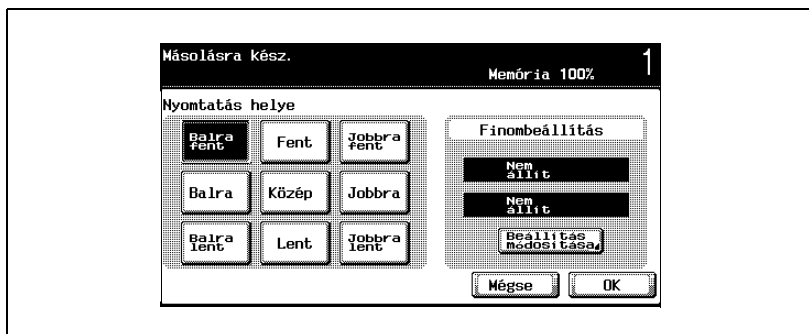 Másolásra kész.
Memória 100%
1
Nyomtatás helye
Balra
fent
Fent
Jobbra
fent
Balra
Közép
Jobbra
Balra
lent
Lent
Jobbra
lent
Finombeállítás
Nem
állít
Nem
állít
Beállítás
módosítása
Mégse
OK